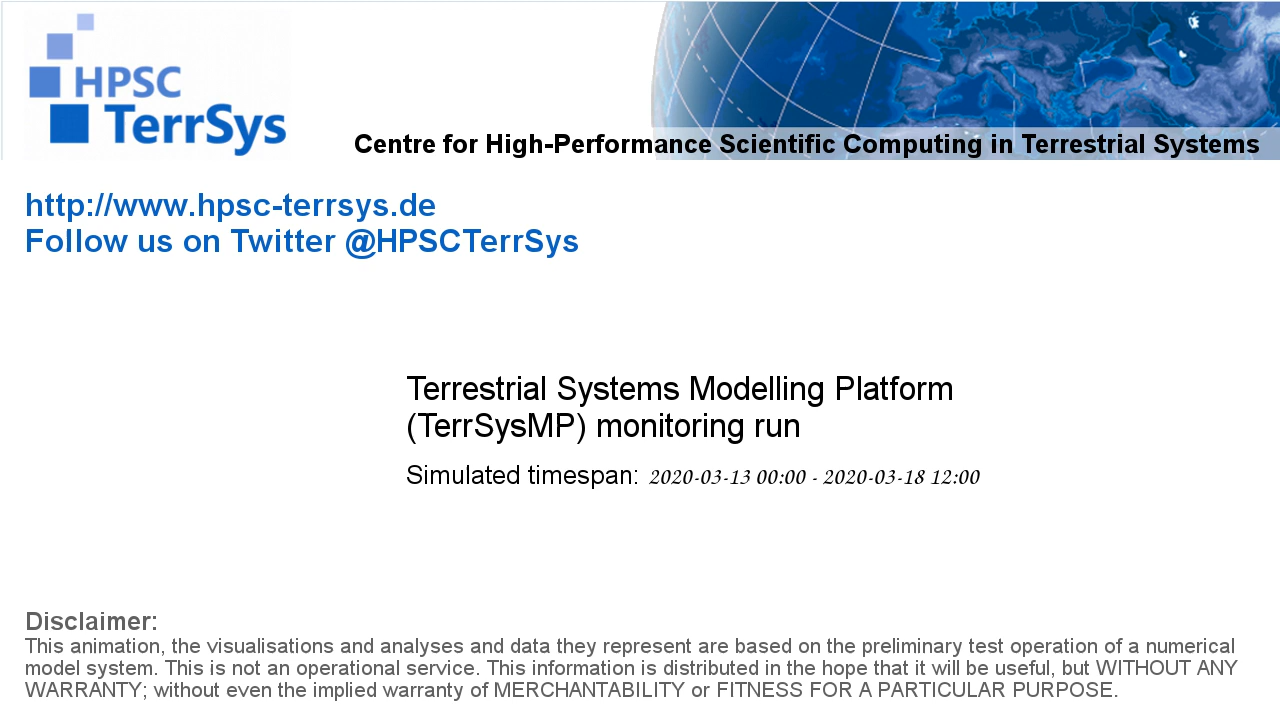 HPSC
TerrSys
Centre for High-Performance Scientific Computing in Terrestrial Systems
http://www.hpsc-terrsys.de
Follow us on Twitter @HPSCTerrSys
Terrestrial Systems Modelling Platform
(TerrSysMP) monitoring run
Simulated timespan: 2020-03-13 00:00 - 2020-03-18 12:00
Disclaimer:
This animation, the visualisations and analyses and data they represent are based on the preliminary test operation of a numerical
model system. This is not an operational service. This information is distributed in the hope that it will be useful, but WITHOUT ANY
WARRANTY; without even the implied warranty of MERCHANTABILITY or FITNESS FOR A PARTICULAR PURPOSE.